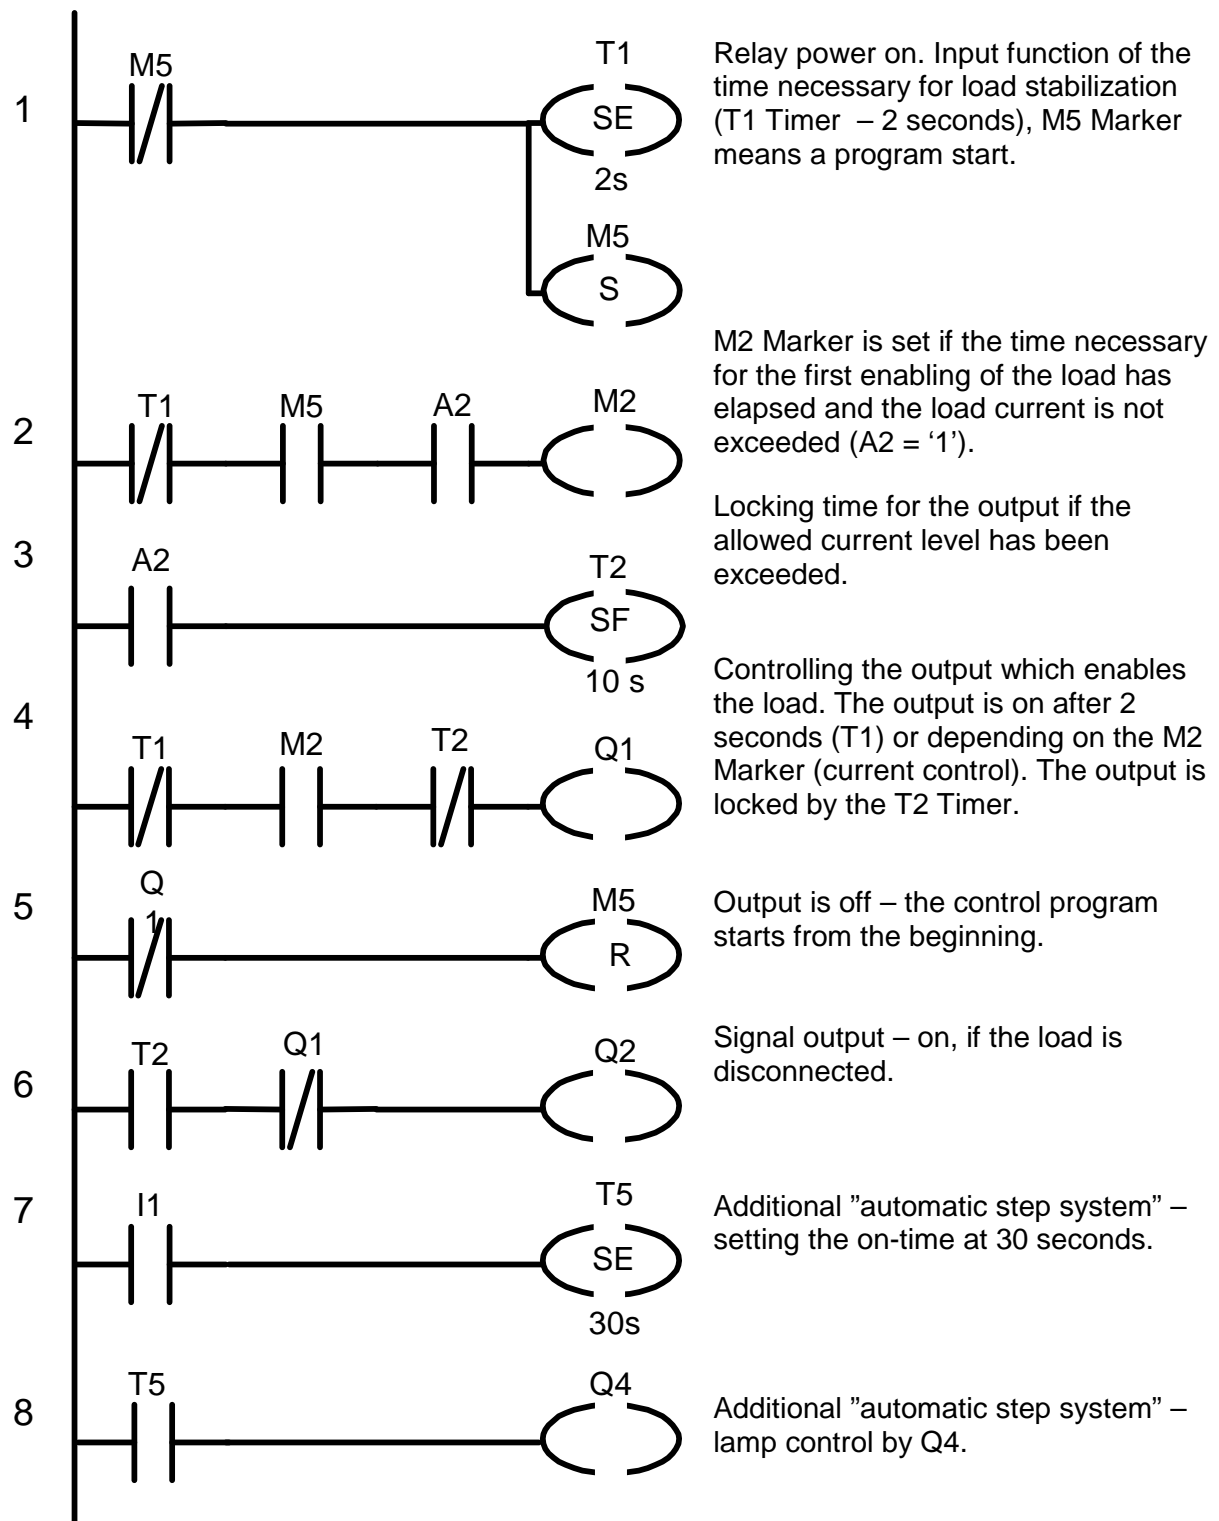 1
M5
T1
SE
2s
M5
S
Relay power on. Input function of the
time necessary for load stabilization
(T1 Timer – 2 seconds), M5 Marker
means a program start.
2
T1
M5
A2
M2
M2 Marker is set if the time necessary
for the first enabling of the load has
elapsed and the load current is not
exceeded (A2 = ‘1’).
3
A2
T2
SF
10 s
Locking time for the output if the
allowed current level has been
exceeded.
4
T1
M2
T2
Q1
Controlling the output which enables
the load. The output is on after 2
seconds (T1) or depending on the M2
Marker (current control). The output is
locked by the T2 Timer.
5
Q
1
M5
R
Output is off – the control program
starts from the beginning.
6
T2
Q1
Q2
Signal output – on, if the load is
disconnected.
7
I1
T5
SE
30s
Additional ”automatic step system” –
setting the on-time at 30 seconds.
8
T5
Q4
Additional ”automatic step system” –
lamp control by Q4.